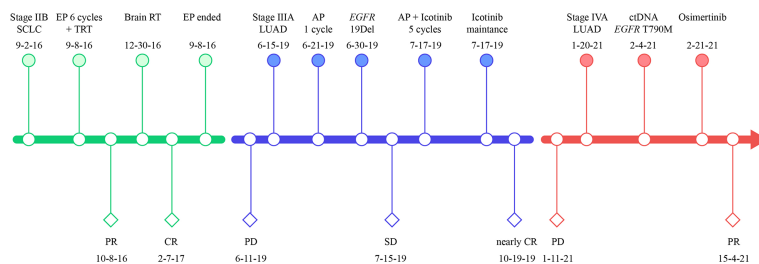 Stage IIB
SCLC
9-2-16
EP 6 cycles
+ TRT
9-8-16
Brain RT
12-30-16
EP ended
9-8-16
Stage IIIA
LUAD
6-15-19
AP
1 cycle
6-21-19
EGFR
19Del
6-30-19
AP + Icotinib
5 cycles
7-17-19
Icotinib
maintance
7-17-19
Stage IVA
LUAD
1-20-21
ctDNA
EGFR T790M
2-4-21
Osimertinib
2-21-21
PR
10-8-16
CR
2-7-17
PD
6-11-19
SD
7-15-19
nearly CR
10-19-19
PD
1-11-21
PR
15-4-21